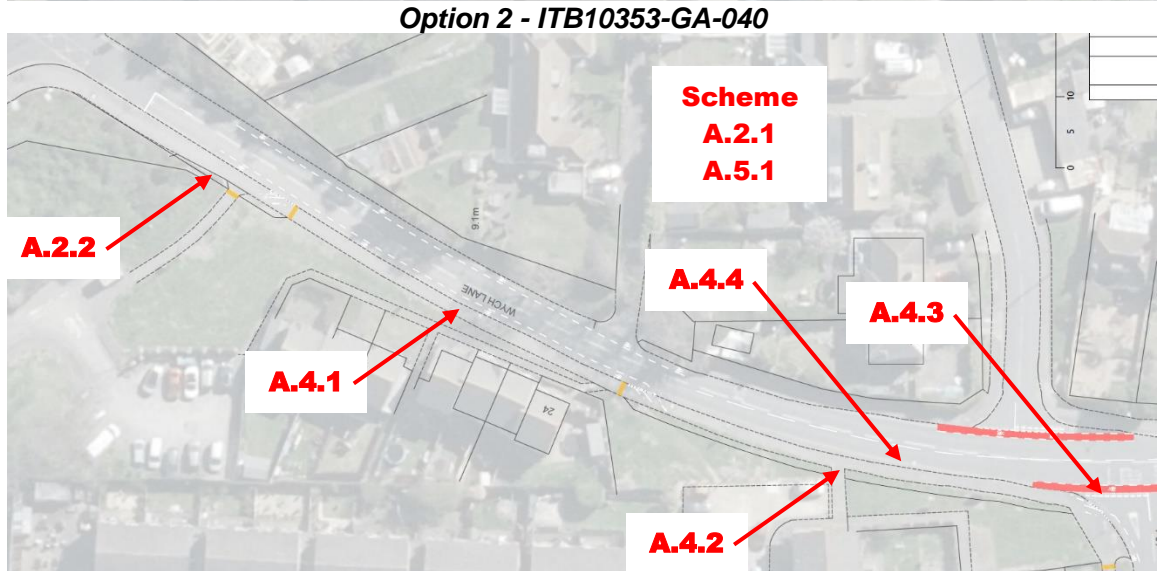 Option 2 - ITB10353-GA-040
Scheme
A.2.1
A.5.1
10
5
0
A.2.2
9.1m
WYCH LANE
A.4.4
A.4.3
A.4.1
24
A.4.2